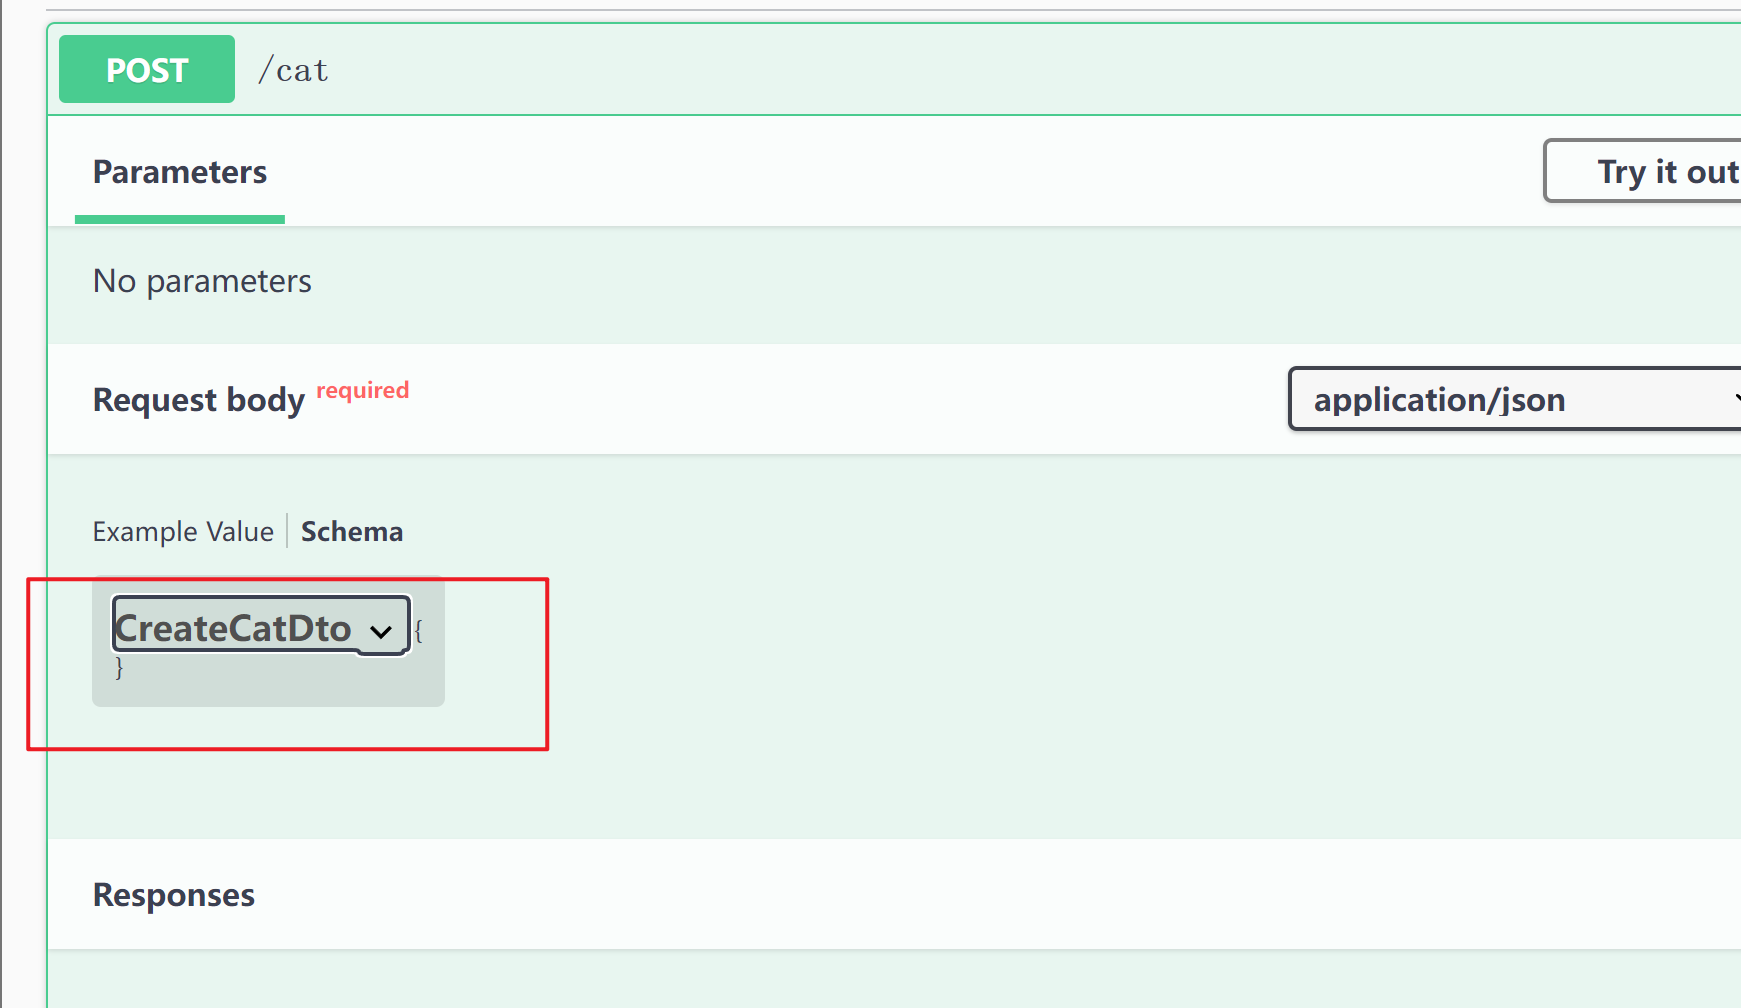 POST /cat
Parameters
Try it out
No parameters
Request body required
application/json
Example Value Schema
CreateCatDto {
}
Responses